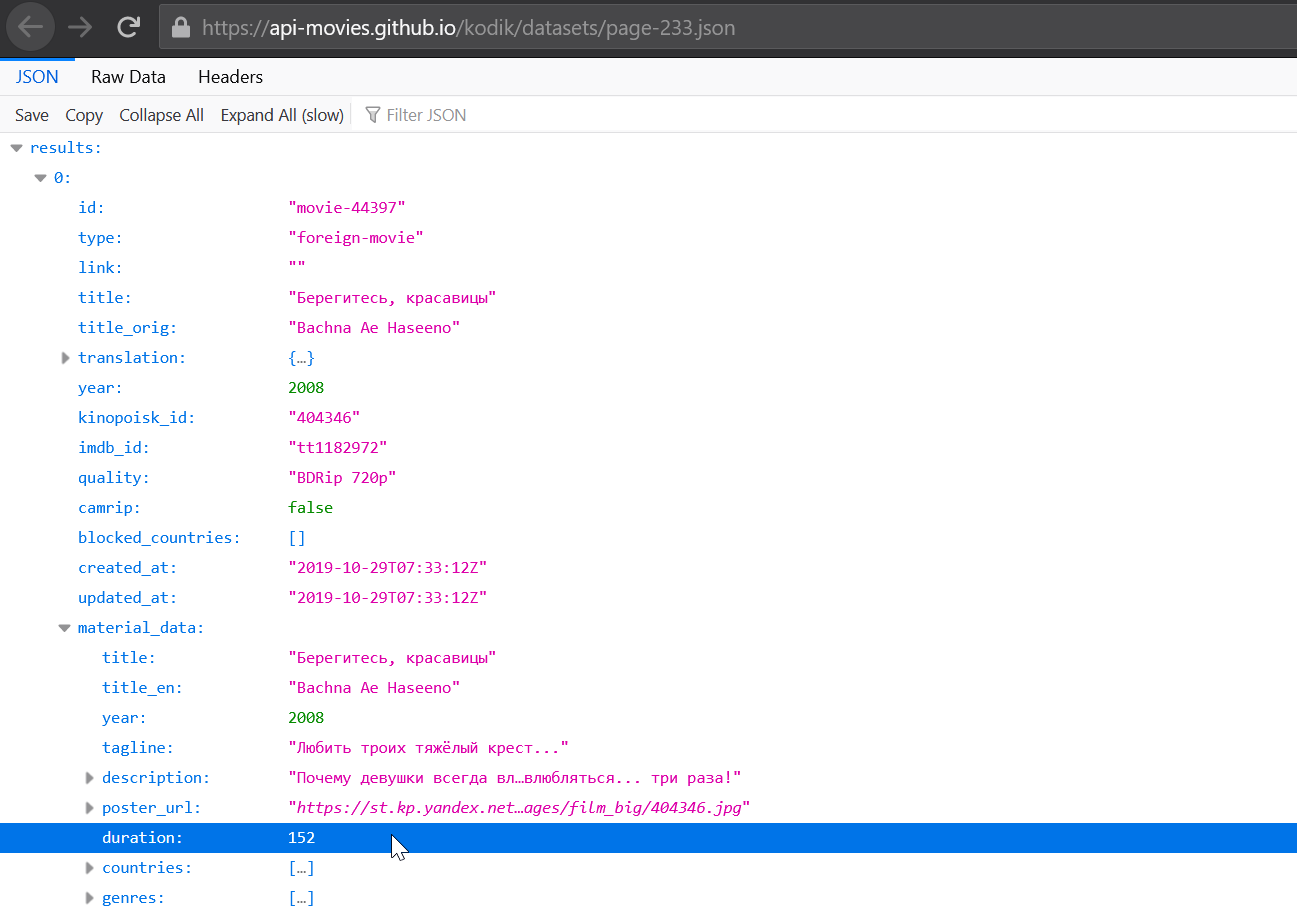 https://api-movies.github.io/kodik/datasets/page-233.json
JSON Raw Data Headers
Save Copy Collapse All Expand All (slow) Filter JSON
results:
0:
id: "movie-44397"
type: "foreign-movie"
link: ""
title: "Берегитесь, красавицы"
title_orig: "Bachna Ae Haseeno"
translation: {…}
year: 2008
kinopoisk_id: "404346"
imdb_id: "tt1182972"
quality: "BDRip 720p"
camrip: false
blocked_countries: []
created_at: "2019-10-29T07:33:12Z"
updated_at: "2019-10-29T07:33:12Z"
material_data:
title: "Берегитесь, красавицы"
title_en: "Bachna Ae Haseeno"
year: 2008
tagline: "Любить троих тяжёлый крест..."
description: "Почему девушки всегда вл…влюбляться... три раза!"
poster_url: "https://st.kp.yandex.net…ages/film_big/404346.jpg"
duration: 152
countries: […]
genres: […]